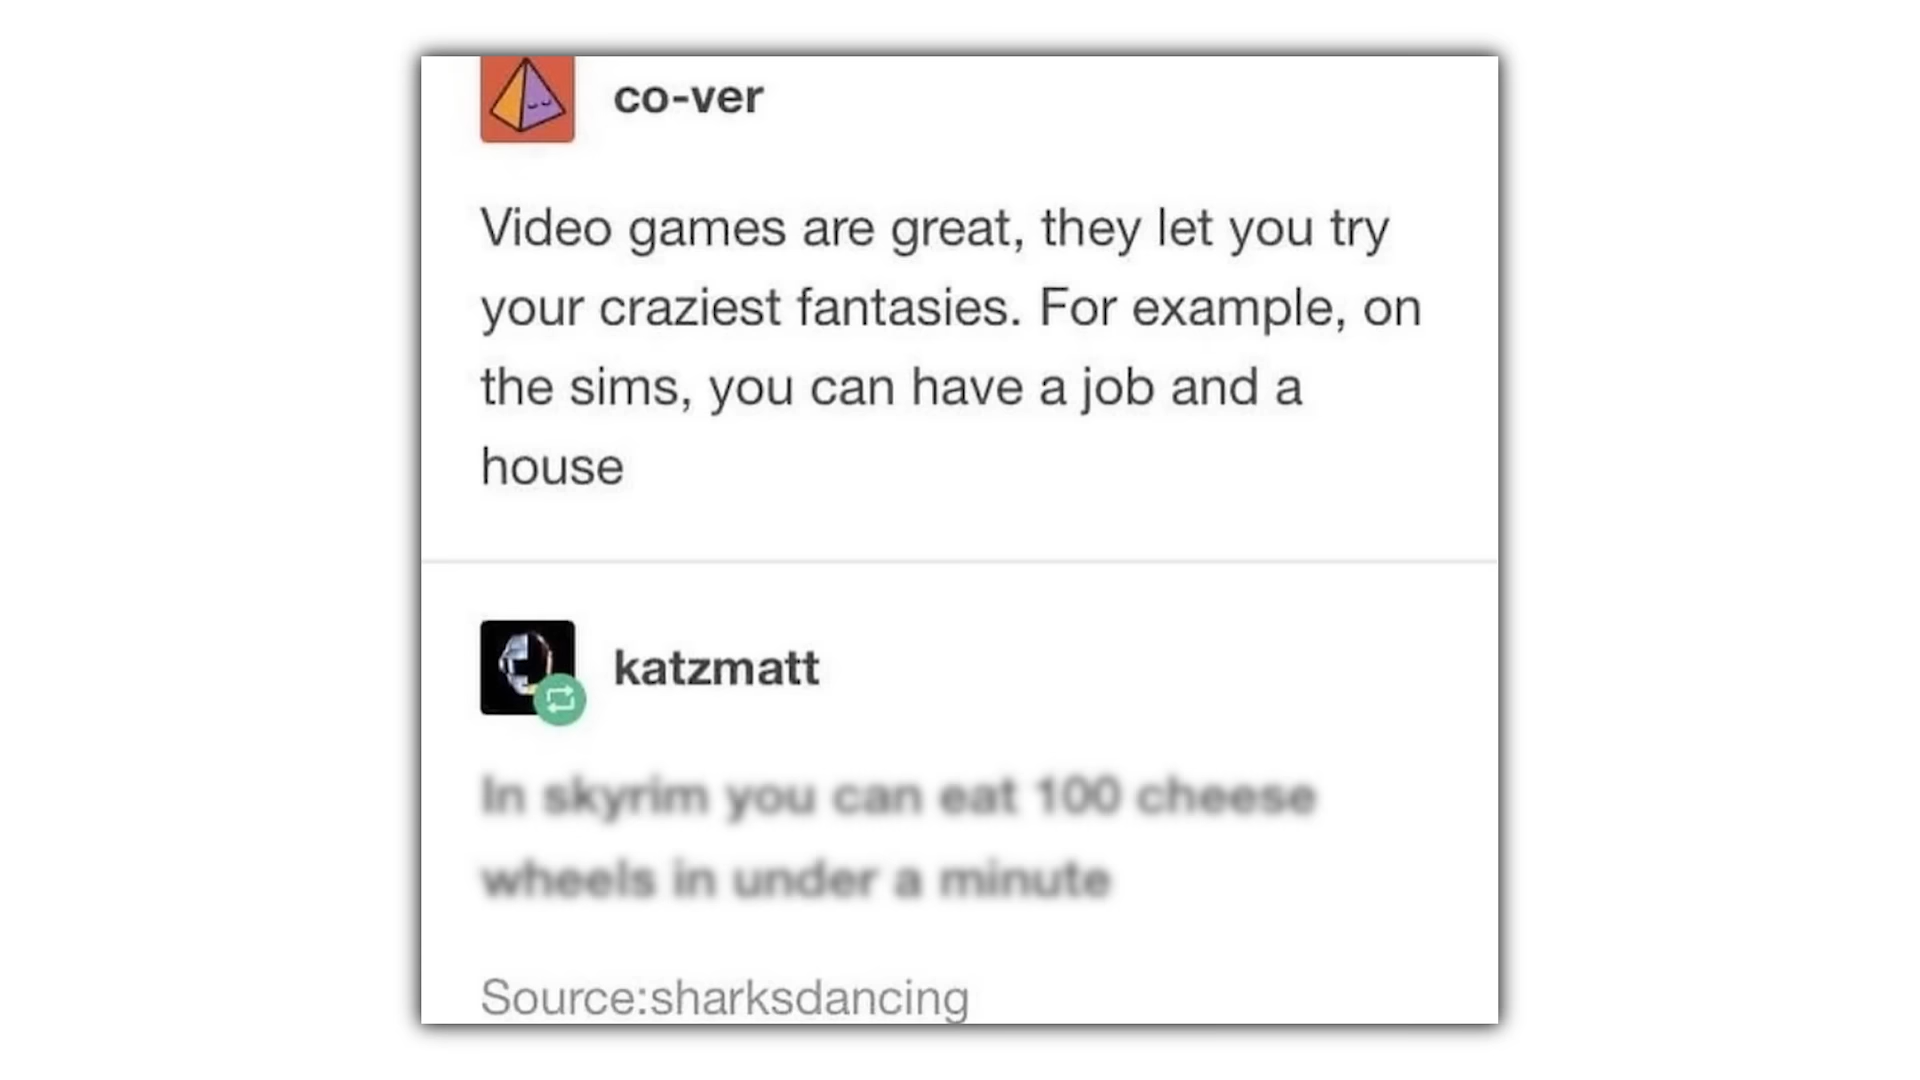 co-ver
Video games are great, they let you try
your craziest fantasies. For example, on
the sims, you can have a job and a
house
katzmatt
In skyrim you can eat 100 cheese
wheels in under a minute
Source:sharksdancing